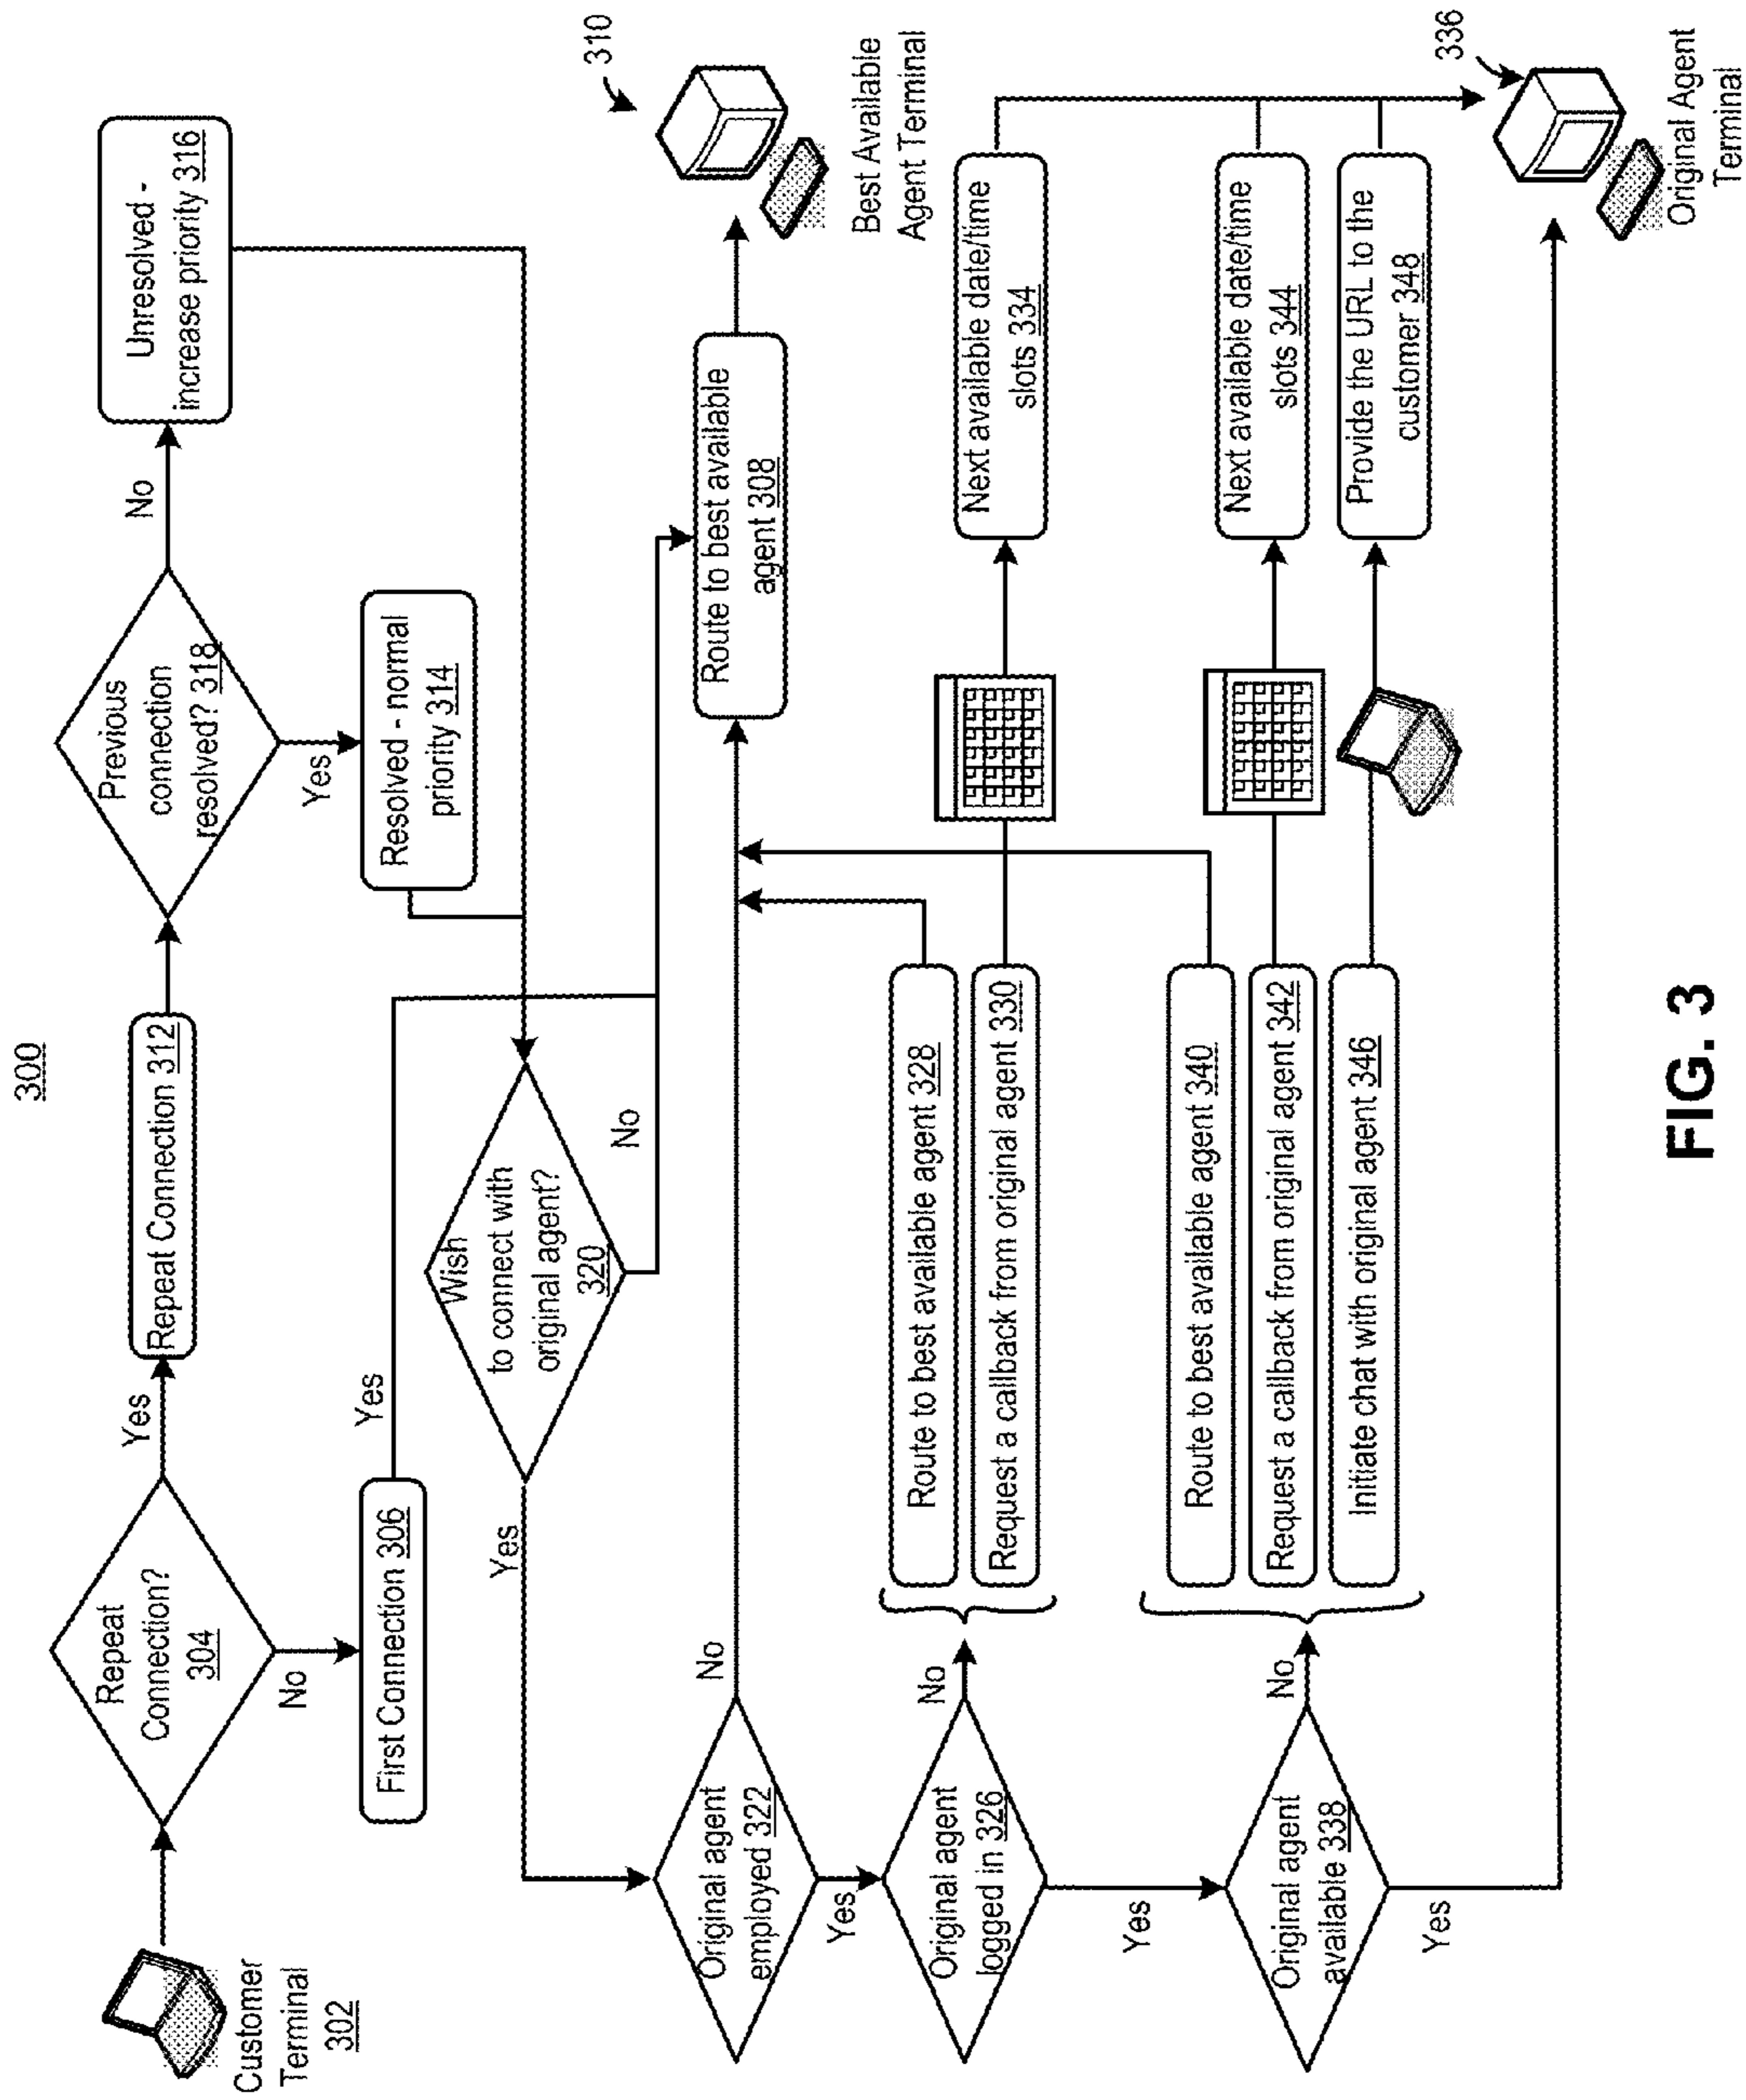 300
Customer
Terminal
302
Repeat
Connection?
304
Yes
No
Repeat Connection 312
First Connection 306
Yes
Previous
connection
resolved? 318
No
Yes
Unresolved -
increase priority 316
Resolved - normal
priority 314
Wish
to connect with
original agent?
320
Yes
No
Route to best available
agent 308
310
Best Available
Agent Terminal
Original agent
employed 322
No
Yes
Original agent
logged in 326
No
Yes
Route to best available agent 328
Request a callback from original agent 330
Next available date/time
slots 334
Original agent
available 338
No
Yes
Route to best available agent 340
Request a callback from original agent 342
Initiate chat with original agent 346
Next available date/time
slots 344
Provide the URL to the
customer 348
336
Original Agent
Terminal
FIG. 3